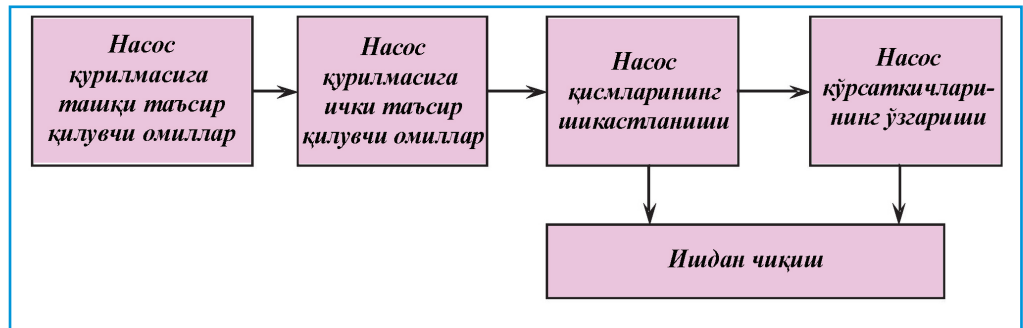 Насос
қурилмасига
ташқи таъсир
қилувчи омиллар
Насос
қурилмасига
ички таъсир
қилувчи омиллар
Насос
қисмларининг
шикастланиши
Насос
кўрсаткичлари-
нинг ўзгариши
Ишдан чиқиш